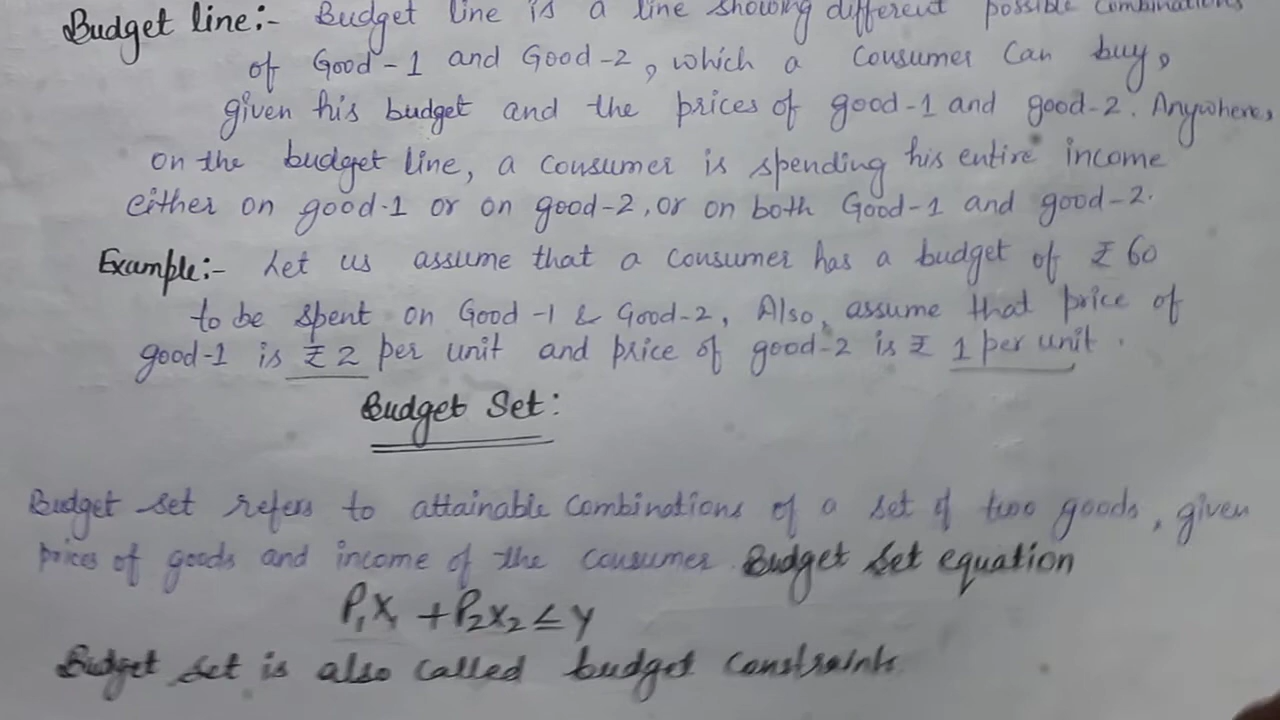 Budget line:- Budget line is a line showing different possible combinations
of Good-1 and Good-2, which a consumer can buy,
given his budget and the prices of good-1 and good-2. Anywhere,
on the budget line, a consumer is spending his entire income
either on good-1 or on good-2, or on both Good-1 and good-2.
Example:- Let us assume that a consumer has a budget of ₹ 60
to be spent on Good-1 & Good-2, Also, assume that price of
good-1 is ₹ 2 per unit and price of good-2 is ₹ 1 per unit.
Budget Set:
Budget set refers to attainable combinations of a set of two goods, given
prices of goods and income of the consumer. Budget set equation
P₁X₁ + P₂X₂ ≤ Y
Budget set is also called budget constraints